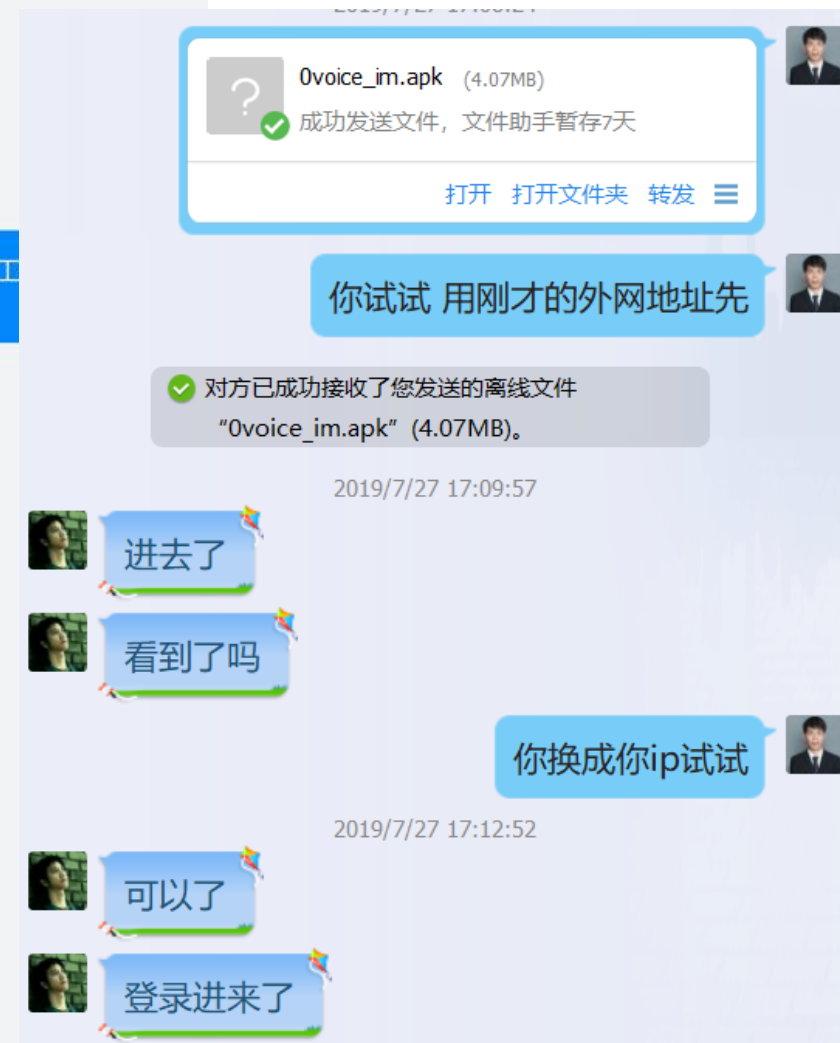 0voice_im.apk (4.07MB)
成功发送文件，文件助手暂存7天
打开 打开文件夹 转发
你试试 用刚才的外网地址先
对方已成功接收了您发送的离线文件
“0voice_im.apk” (4.07MB)。
2019/7/27 17:09:57
进去了
看到了吗
你换成你ip试试
2019/7/27 17:12:52
可以了
登录进来了